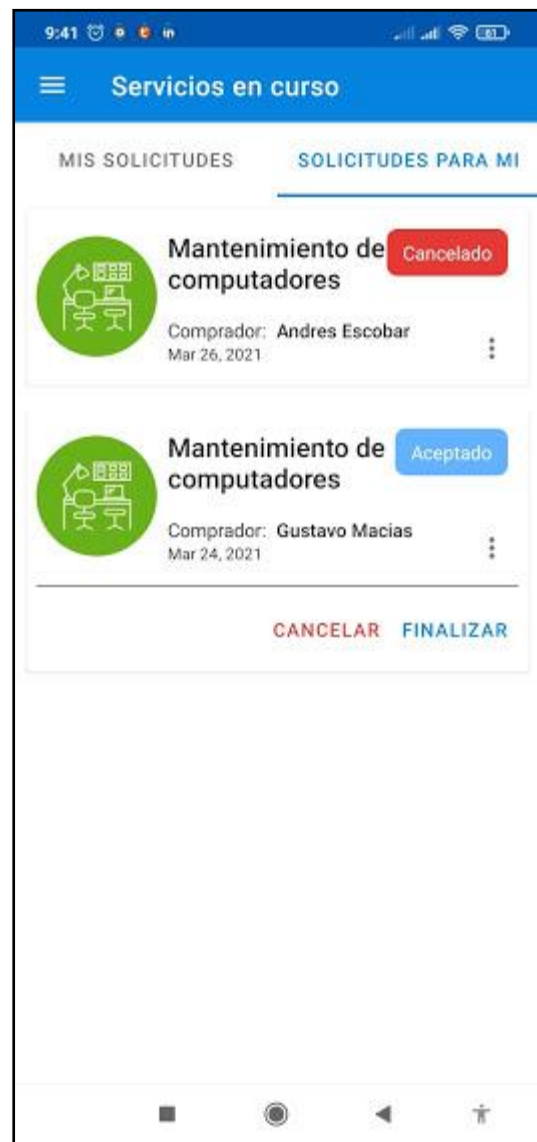 9:41
Servicios en curso
MIS SOLICITUDES SOLICITUDES PARA MI
Mantenimiento de
computadores
Cancelado
Comprador: Andres Escobar
Mar 26, 2021
Mantenimiento de
computadores
Aceptado
Comprador: Gustavo Macias
Mar 24, 2021
CANCELAR FINALIZAR